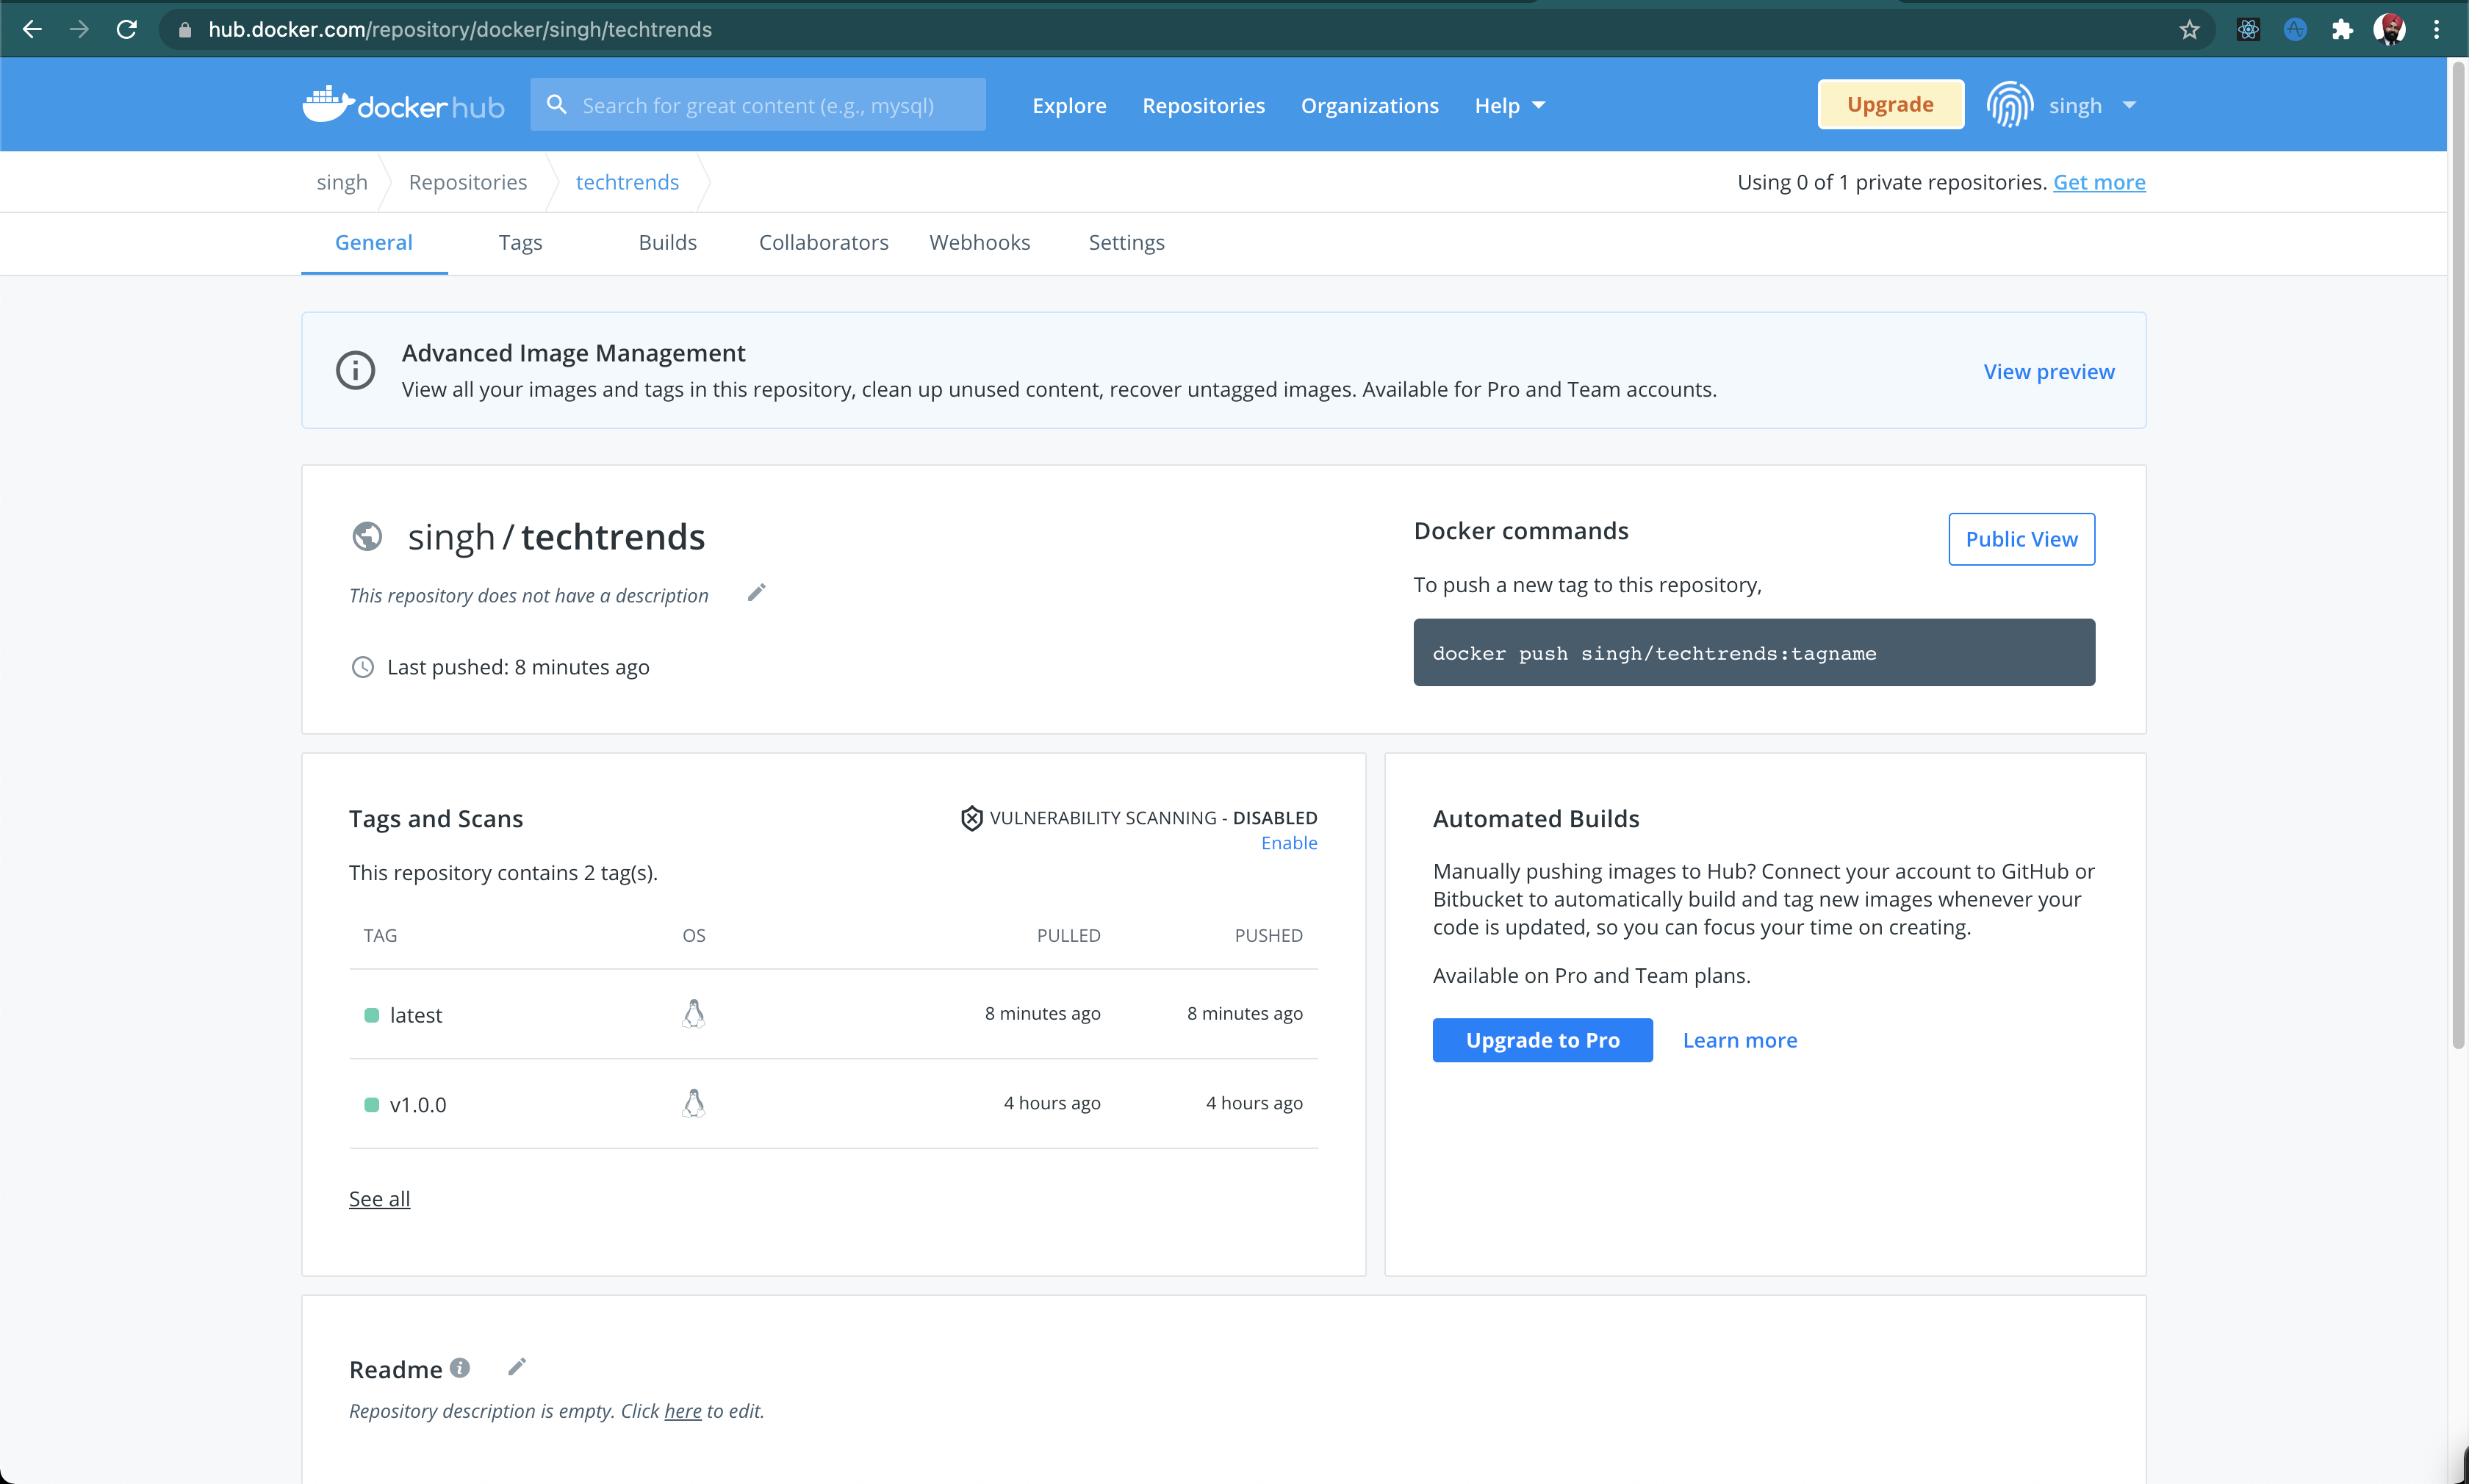 hub.docker.com/repository/docker/singh/techtrends
docker hub
Search for great content (e.g., mysql)
Explore
Repositories
Organizations
Help
Upgrade
singh
singh
Repositories
techtrends
Using 0 of 1 private repositories. Get more
General
Tags
Builds
Collaborators
Webhooks
Settings
Advanced Image Management
View all your images and tags in this repository, clean up unused content, recover untagged images. Available for Pro and Team accounts.
View preview
singh / techtrends
This repository does not have a description
Last pushed: 8 minutes ago
Docker commands
Public View
To push a new tag to this repository,
docker push singh/techtrends:tagname
Tags and Scans
VULNERABILITY SCANNING - DISABLED
Enable
This repository contains 2 tag(s).
TAG OS PULLED PUSHED
latest 8 minutes ago 8 minutes ago
v1.0.0 4 hours ago 4 hours ago
See all
Automated Builds
Manually pushing images to Hub? Connect your account to GitHub or
Bitbucket to automatically build and tag new images whenever your
code is updated, so you can focus your time on creating.
Available on Pro and Team plans.
Upgrade to Pro
Learn more
Readme
Repository description is empty. Click here to edit.